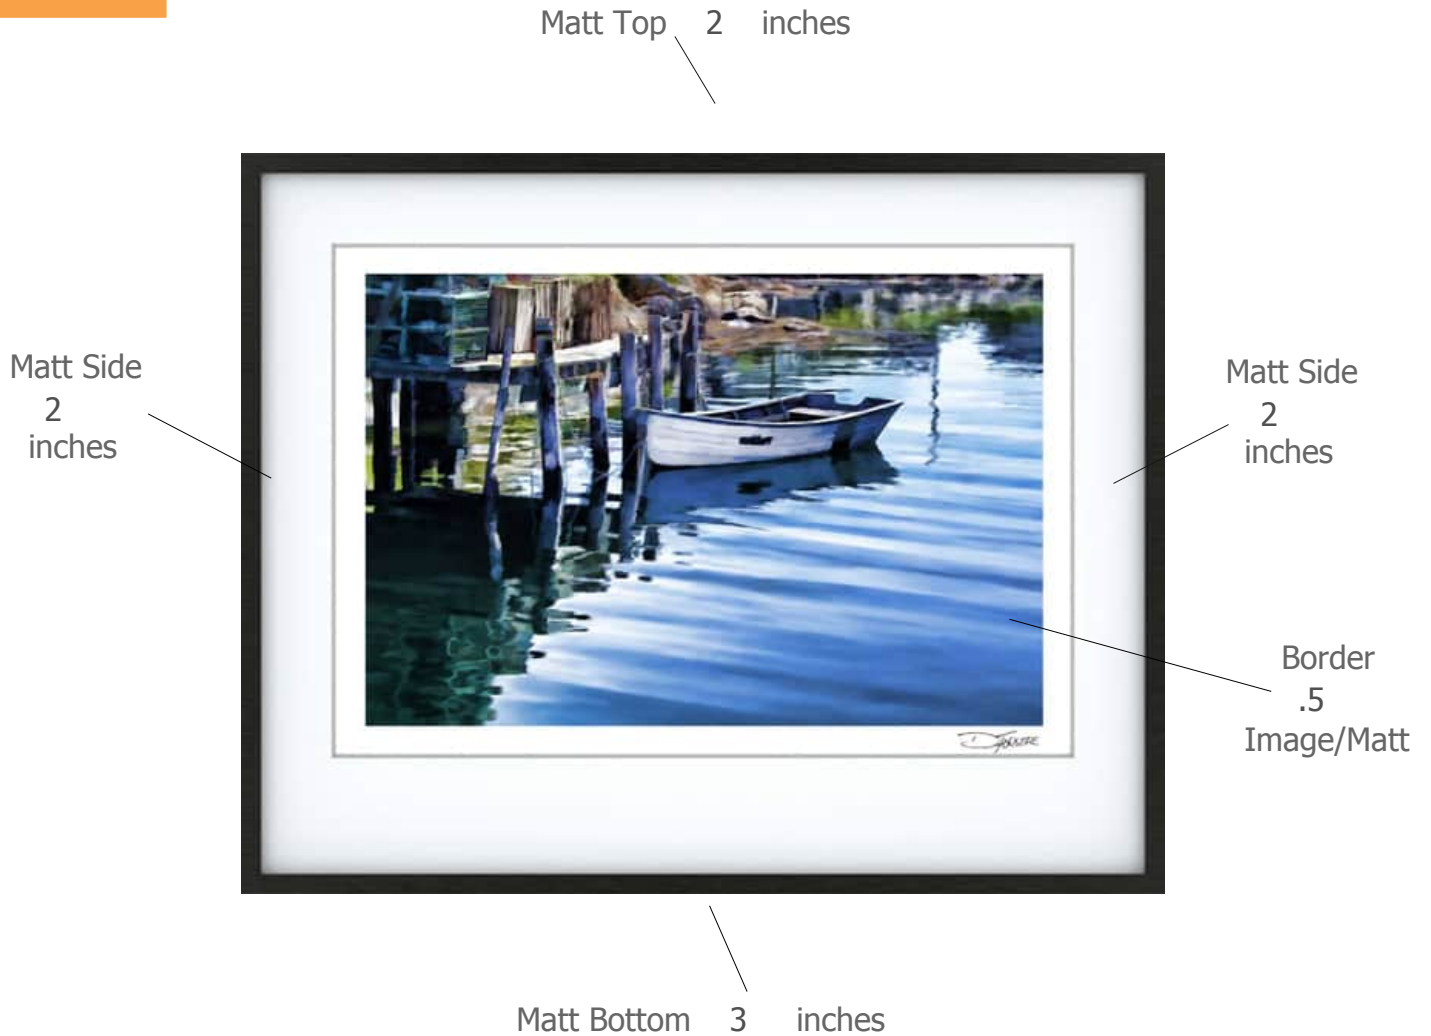 Matt Top 2 inches
Matt Side
2
inches
Matt Side
2
inches
Border
.5
Image/Matt
Matt Bottom 3 inches